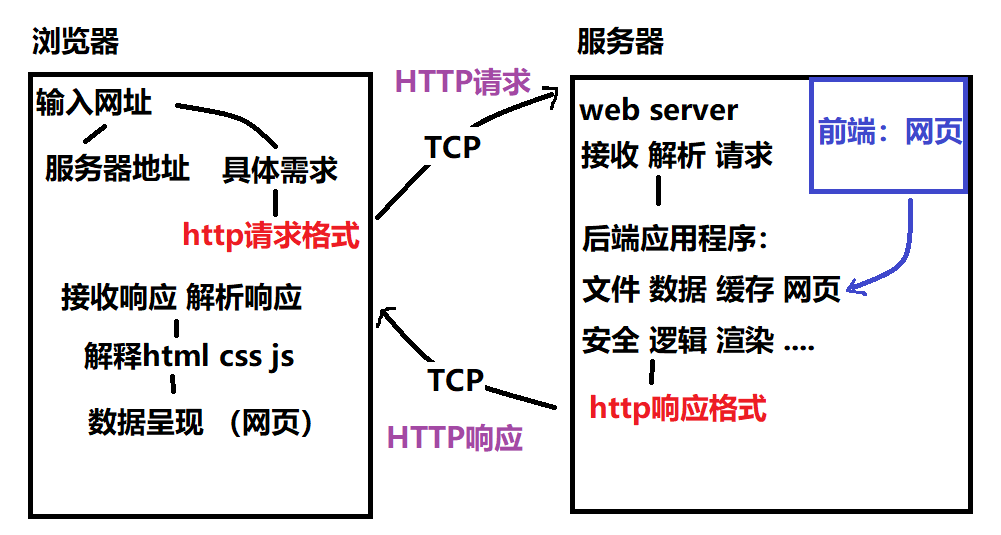 浏览器
输入网址
服务器地址
具体需求
http请求格式
接收响应 解析响应
解释html css js
数据呈现 （网页）
HTTP请求
TCP
TCP
HTTP响应
服务器
web server
接收 解析 请求
前端：网页
后端应用程序：
文件 数据 缓存 网页
安全 逻辑 渲染 ....
http响应格式